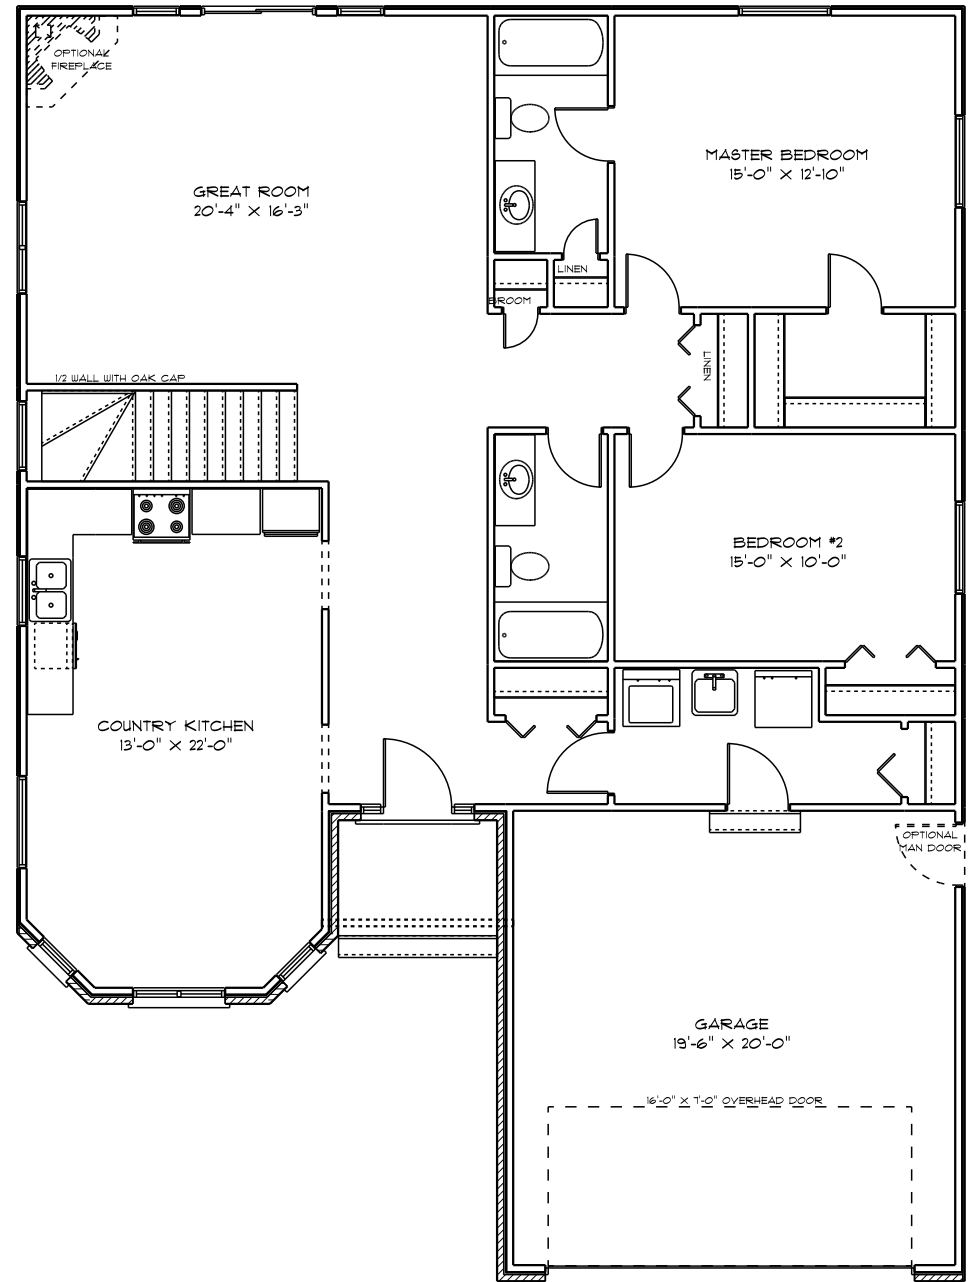 OPTIONAL
FIREPLACE
GREAT ROOM
20'-4" X 16'-3"
MASTER BEDROOM
15'-0" X 12'-10"
LINEN
BROOM
LINEN
1/2 WALL WITH OAK CAP
BEDROOM #2
15'-0" X 10'-0"
COUNTRY KITCHEN
13'-0" X 22'-0"
OPTIONAL
MAN DOOR
GARAGE
19'-6" X 20'-0"
16'-0" X 7'-0" OVERHEAD DOOR